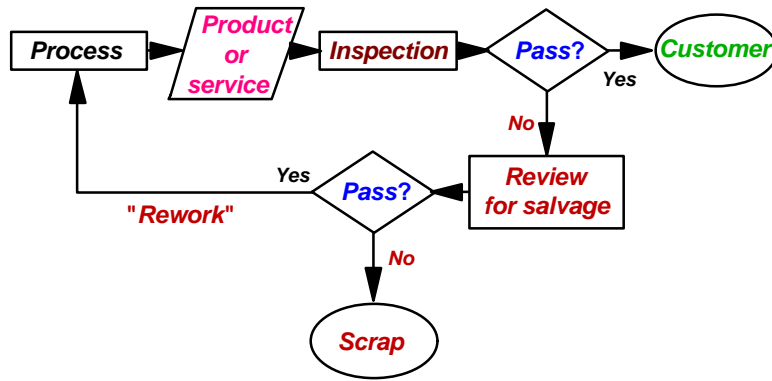 Process
Product
or
service
Inspection
Pass?
Yes
Customer
No
Review
for salvage
Pass?
Yes
"Rework"
No
Scrap